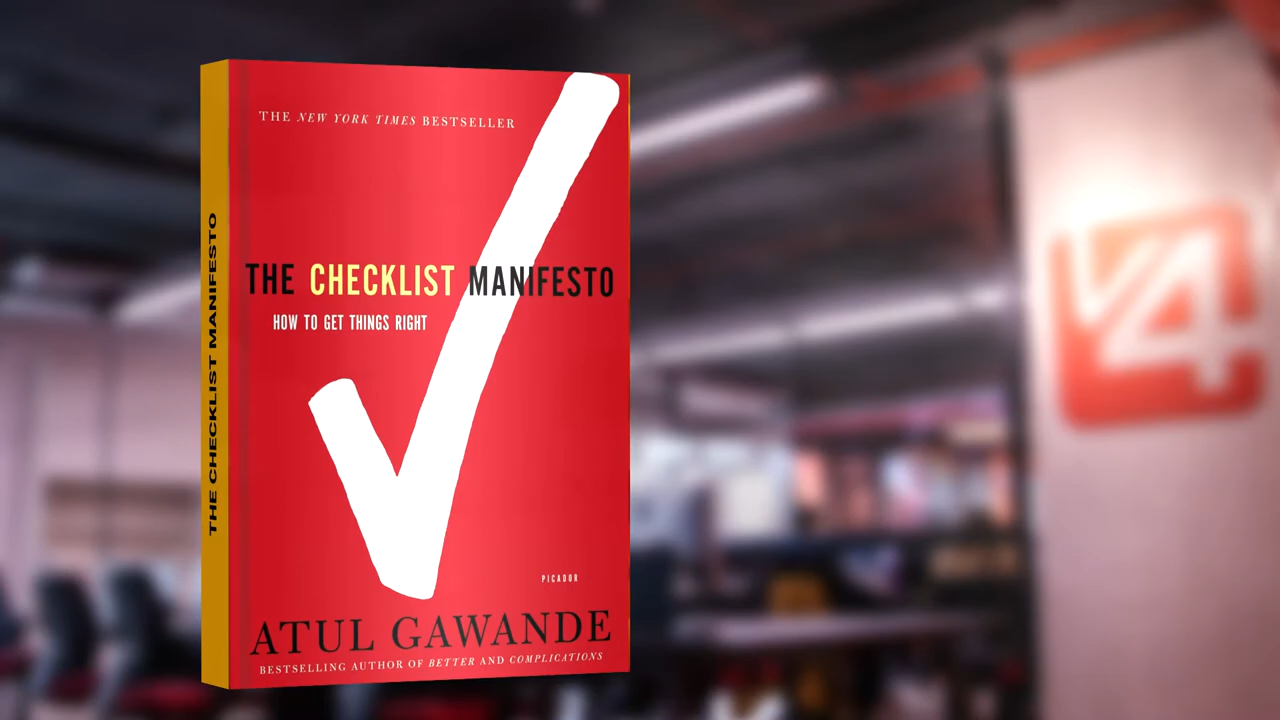 THE NEW YORK TIMES BESTSELLER
THE CHECKLIST MANIFESTO
HOW TO GET THINGS RIGHT
PICADOR
ATUL GAWANDE
BESTSELLING AUTHOR OF BETTER AND COMPLICATIONS
THE CHECKLIST MANIFESTO
V4